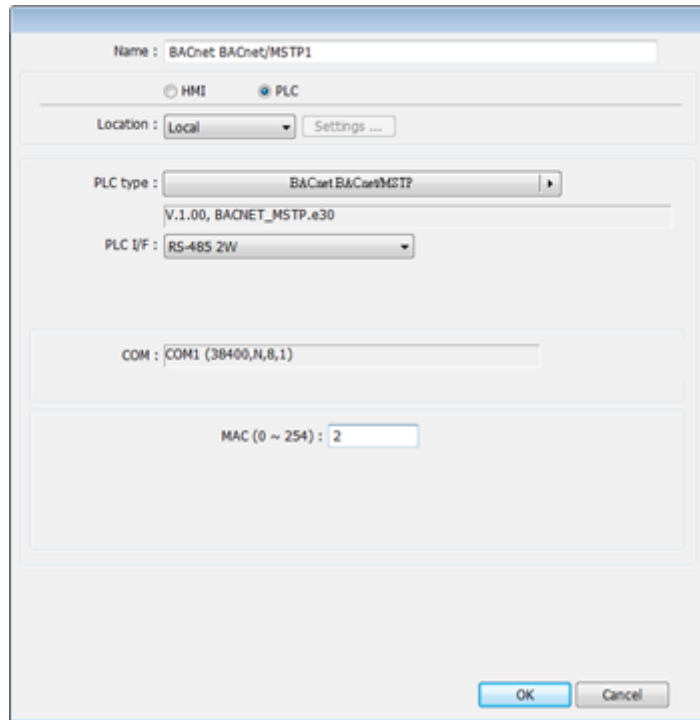 Name : BACnet BACnet/MSTP1
HMI PLC
Location : Local Settings ...
PLC type : BACnet BACnet/MSTP
V.1.00, BACNET_MSTP.e30
PLC I/F : RS-485 2W
COM : COM1 (38400,N,8,1)
MAC (0 ~ 254) : 2
OK Cancel